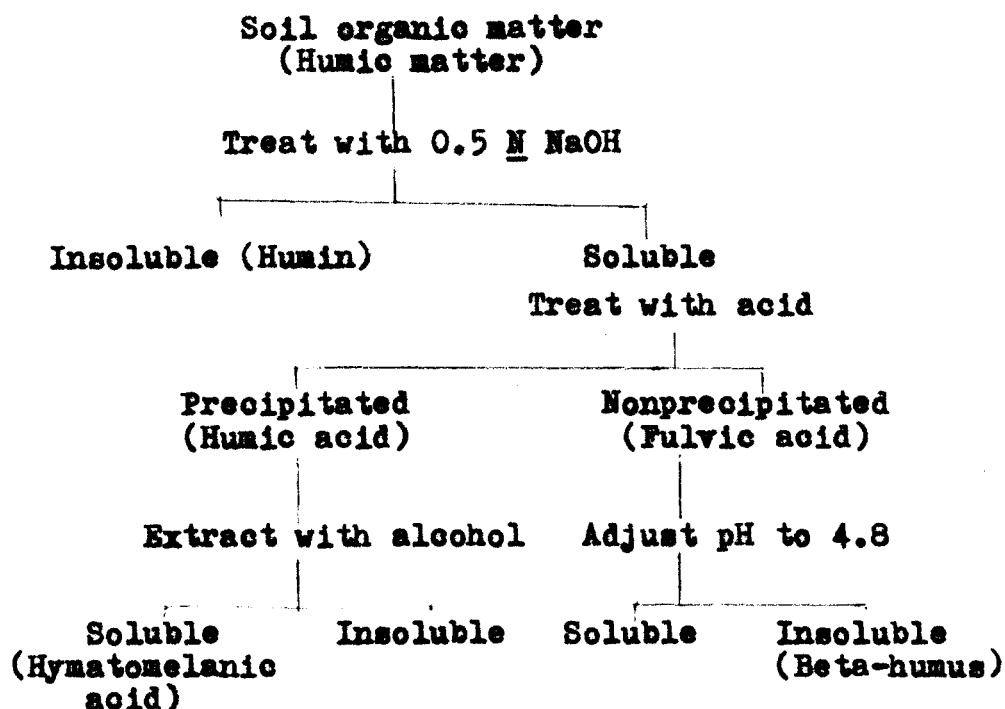 Soil organic matter
(Humic matter)
Treat with 0.5 N NaOH
Insoluble (Humin) Soluble
Treat with acid
Precipitated Nonprecipitated
(Humic acid) (Fulvic acid)
Extract with alcohol Adjust pH to 4.8
Soluble Insoluble Soluble Insoluble
(Hymatomelanic (Beta-humus)
acid)